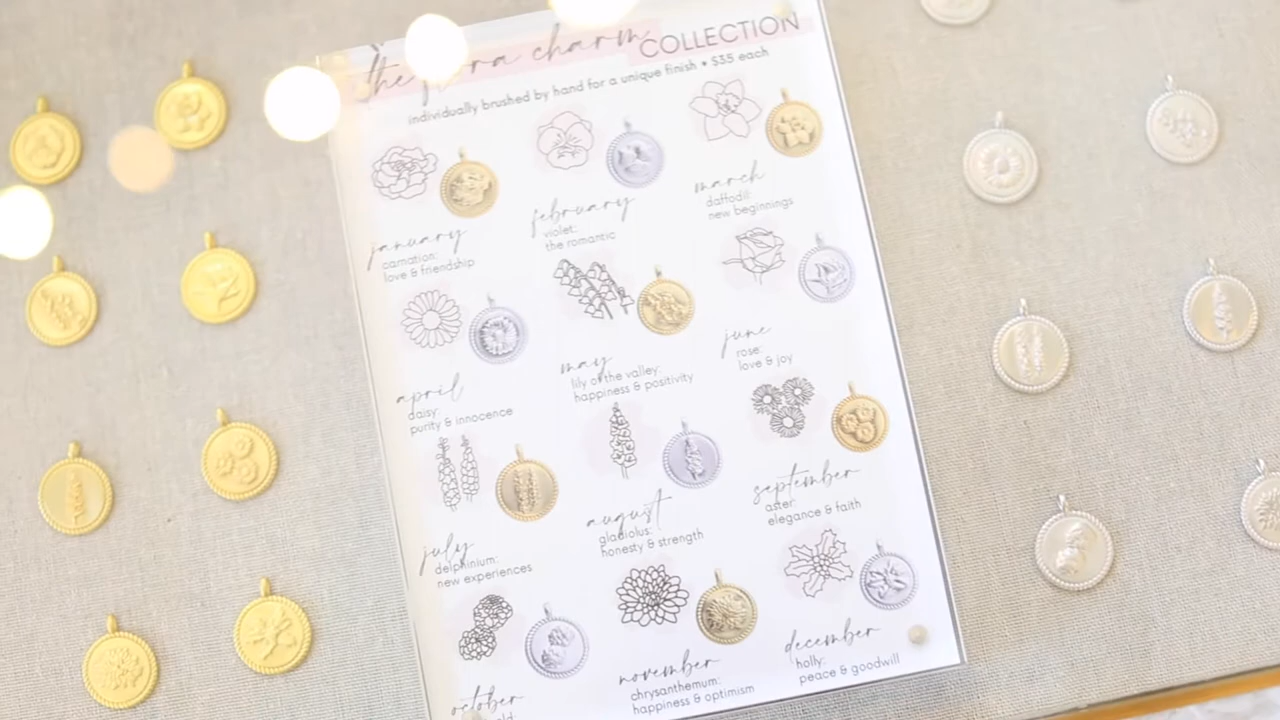 the flora charm COLLECTION
individually brushed by hand for a unique finish • $35 each
january
carnation:
love & friendship
february
violet:
the romantic
march
daffodil:
new beginnings
april
daisy:
purity & innocence
may
lily of the valley:
happiness & positivity
june
rose:
love & joy
july
delphinium:
new experiences
august
gladiolus:
honesty & strength
september
aster:
elegance & faith
october
november
chrysanthemum:
happiness & optimism
december
holly:
peace & goodwill